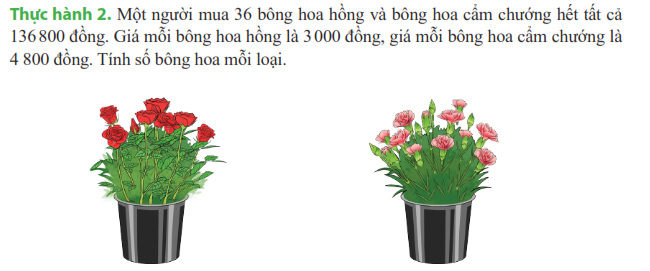 Thực hành 2. Một người mua 36 bông hoa hồng và bông hoa cẩm chướng hết tất cả
136 800 đồng. Giá mỗi bông hoa hồng là 3 000 đồng, giá mỗi bông hoa cẩm chướng là
4 800 đồng. Tính số bông hoa mỗi loại.